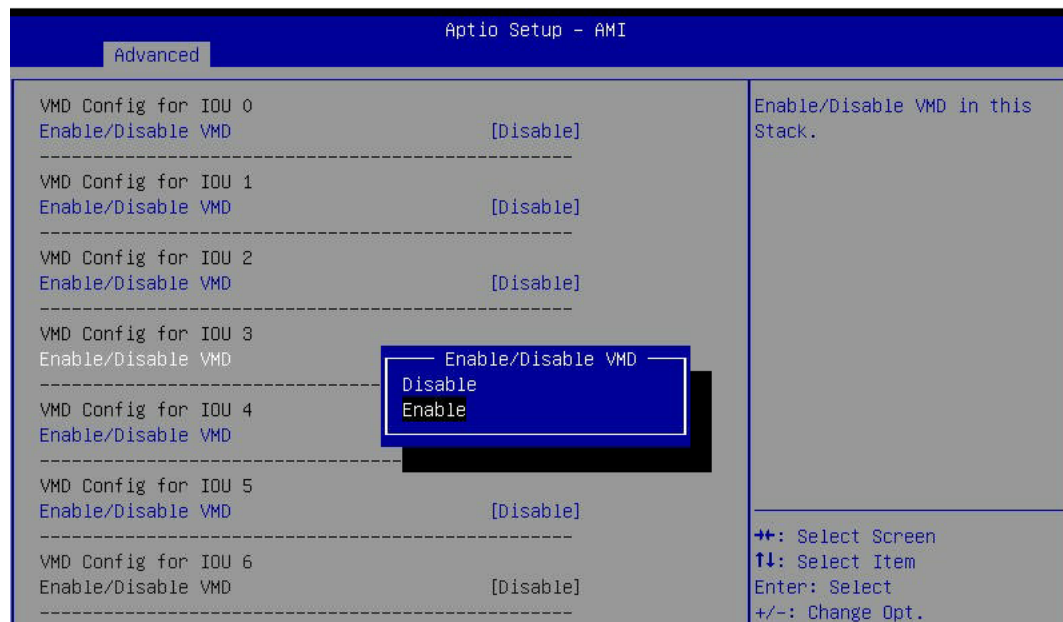 Aptio Setup – AMI
Advanced
VMD Config for IOU 0
Enable/Disable VMD [Disable]
VMD Config for IOU 1
Enable/Disable VMD [Disable]
VMD Config for IOU 2
Enable/Disable VMD [Disable]
VMD Config for IOU 3
Enable/Disable VMD
VMD Config for IOU 4
Enable/Disable VMD
VMD Config for IOU 5
Enable/Disable VMD [Disable]
VMD Config for IOU 6
Enable/Disable VMD [Disable]
Enable/Disable VMD
Disable
Enable
Enable/Disable VMD in this
Stack.
→←: Select Screen
↑↓: Select Item
Enter: Select
+/-: Change Opt.